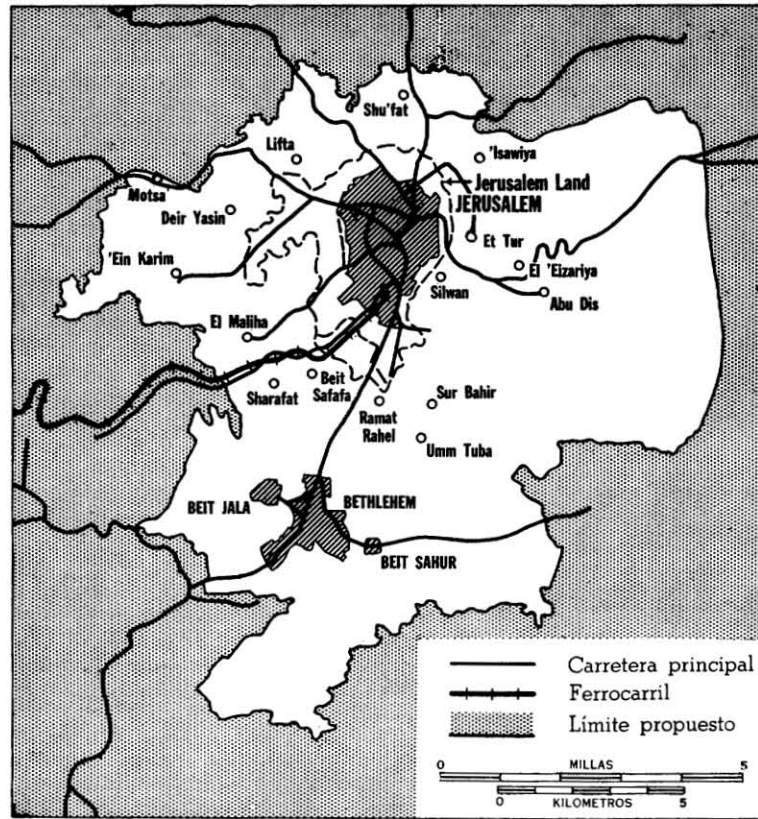 Shu'fat
Lifta
'Isawiya
Motsa
Jerusalem Land
JERUSALEM
Deir Yasin
Et Tur
'Ein Karim
El 'Eizariya
Silwan
Abu Dis
El Maliha
Beit
Safafa
Sharafat
Ramat
Rahel
Sur Bahir
Umm Tuba
BEIT JALA
BETHLEHEM
BEIT SAHUR
Carretera principal
Ferrocarril
Límite propuesto
0 MILLAS 5
0 KILOMETROS 5